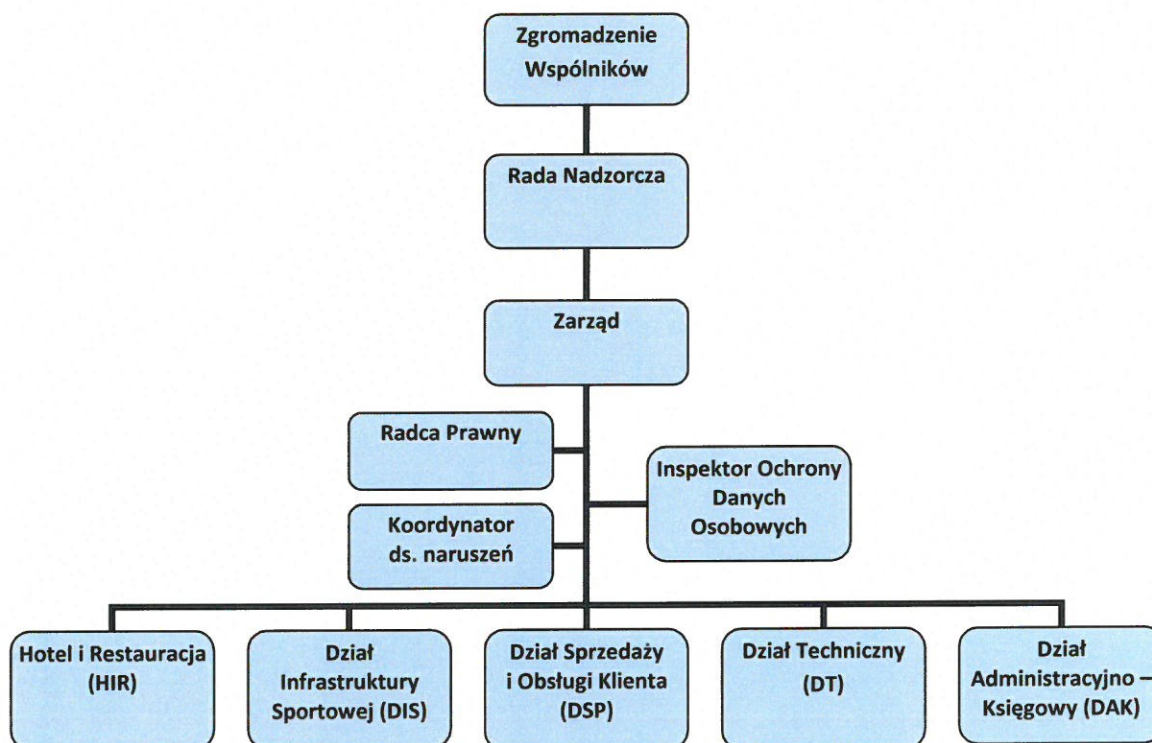 Zgromadzenie
Wspólników
Rada Nadzorcza
Zarząd
Radca Prawny
Inspektor Ochrony
Danych
Osobowych
Koordynator
ds. naruszeń
Hotel i Restauracja
(HIR)
Dział
Infrastruktury
Sportowej (DIS)
Dział Sprzedaży
i Obsługi Klienta
(DSP)
Dział Techniczny
(DT)
Dział
Administracyjno –
Księgowy (DAK)